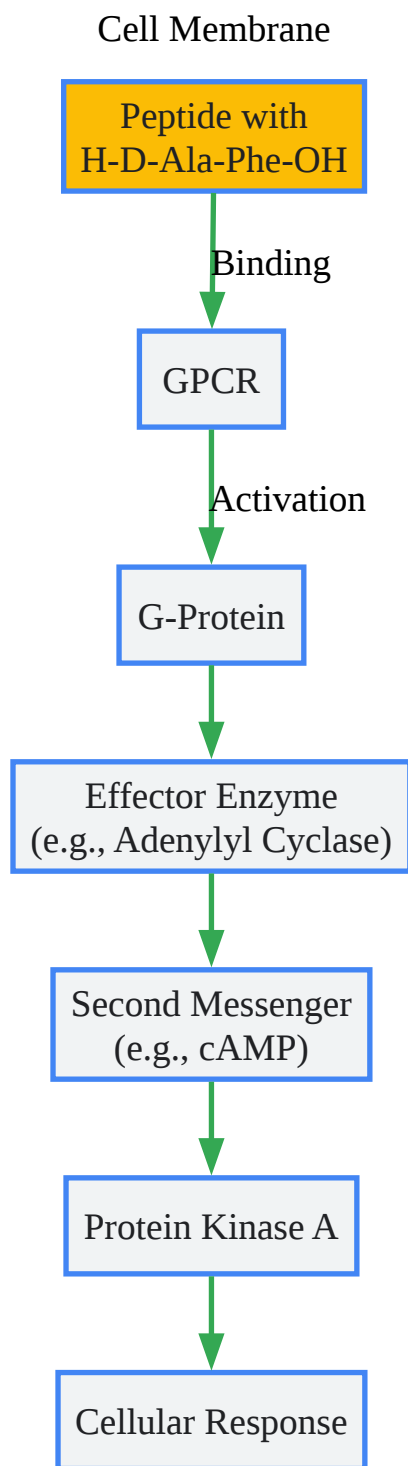 Cell Membrane
Peptide with
H-D-Ala-Phe-OH
Binding
GPCR
Activation
G-Protein
Effector Enzyme
(e.g., Adenylyl Cyclase)
Second Messenger
(e.g., cAMP)
Protein Kinase A
Cellular Response